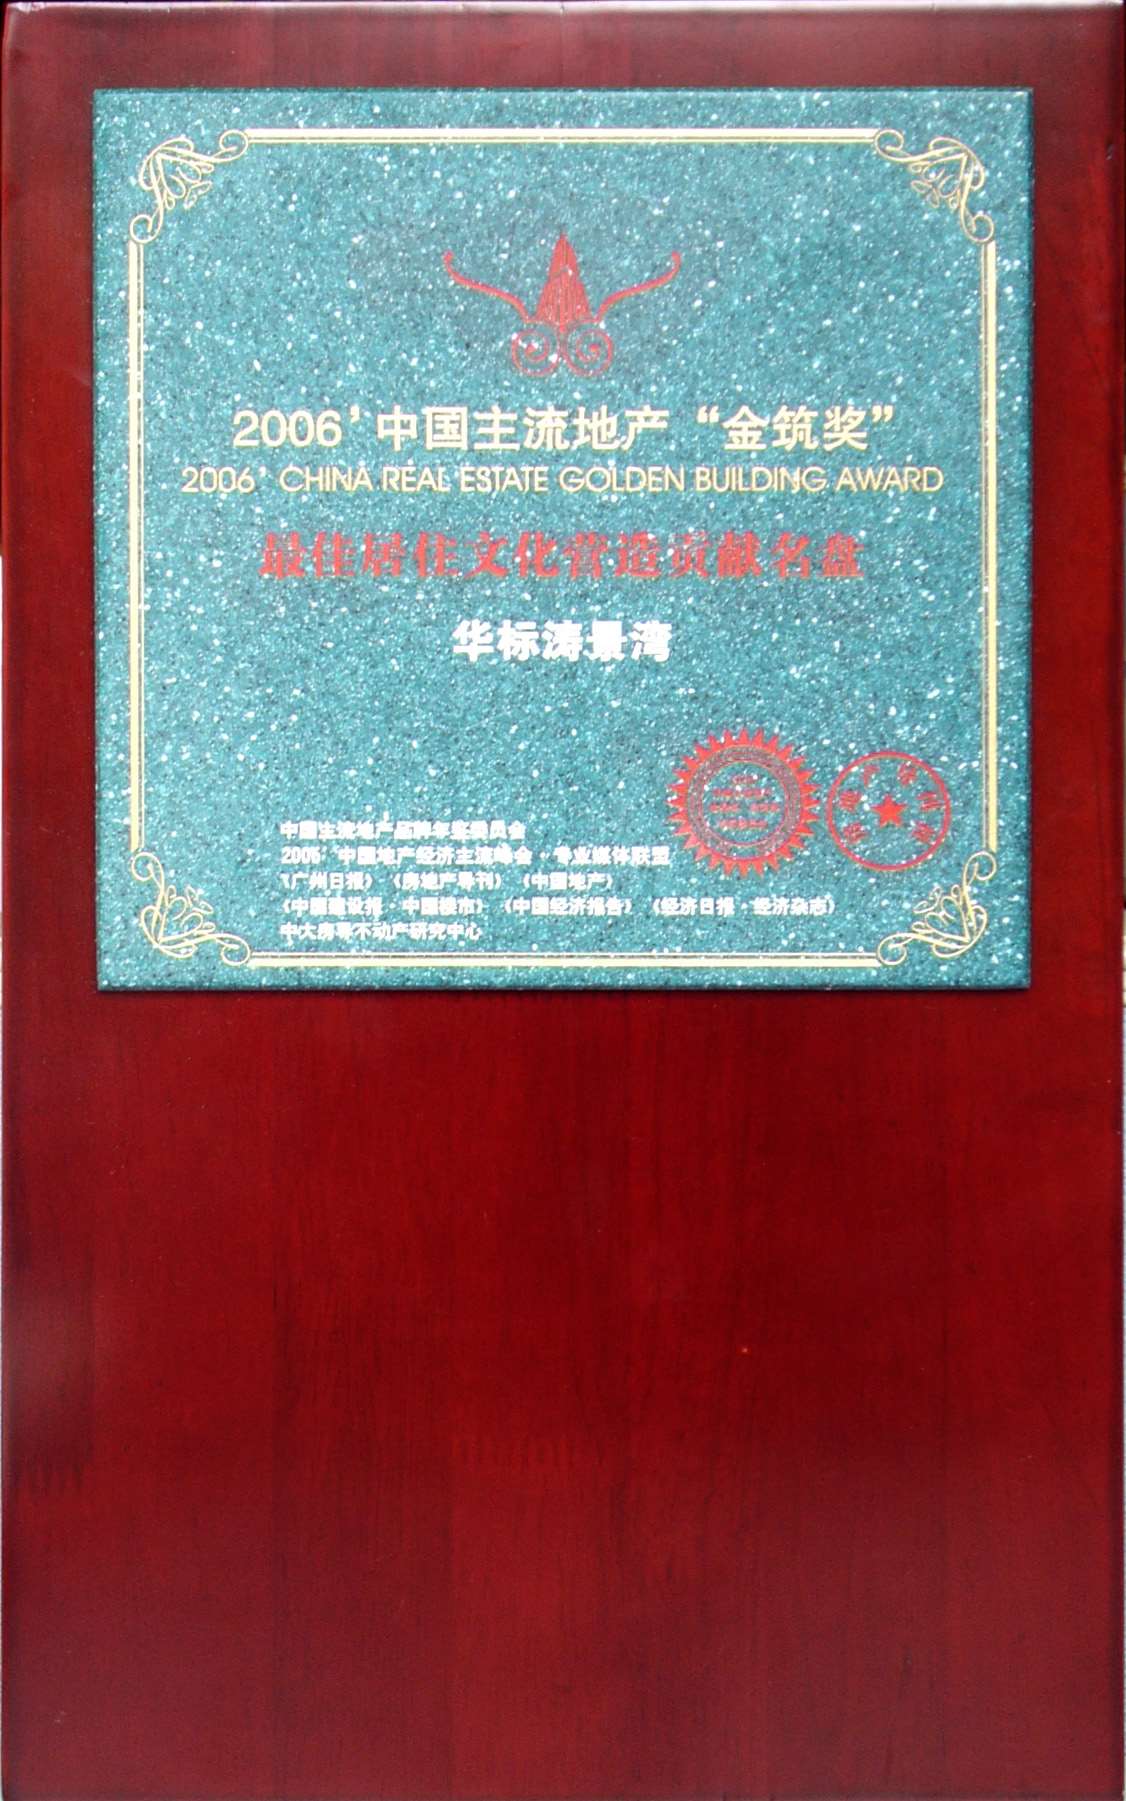 2006’中国主流地产“金筑奖”
2006’ CHINA REAL ESTATE GOLDEN BUILDING AWARD
最佳居住文化营造贡献名盘
华标涛景湾
中国主流地产品牌年鉴委员会
2006’中国地产经济主流峰会·专业媒体联盟
《广州日报》《房地产导刊》《中国地产》
《中国建设报·中国楼市》《中国经济报告》《经济日报·经济杂志》
中大房导不动产研究中心